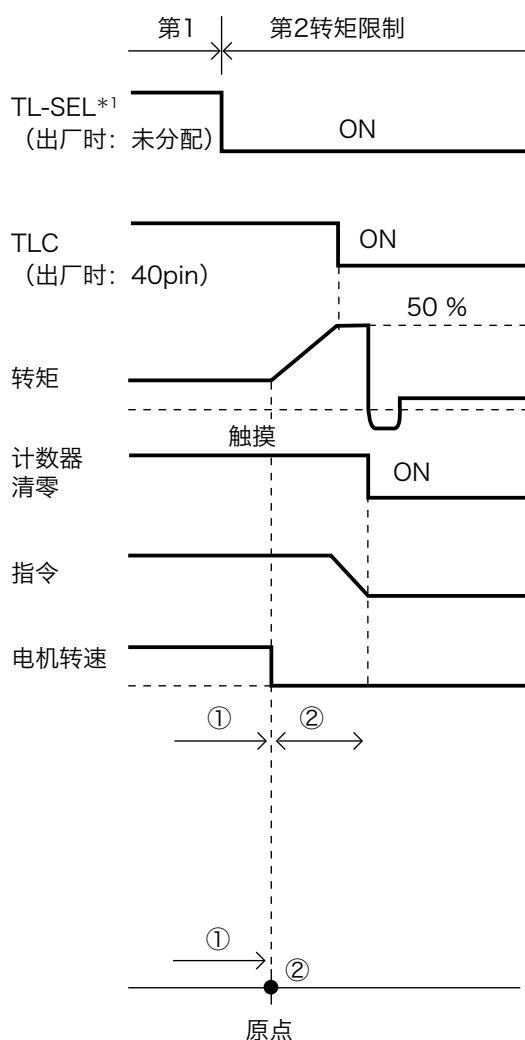 第1 第2转矩限制
TL-SEL*1
（出厂时：未分配） ON
TLC ON
（出厂时：40pin）
50 %
转矩
触摸
计数器
清零 ON
指令
电机转速
① ②
①
②
原点